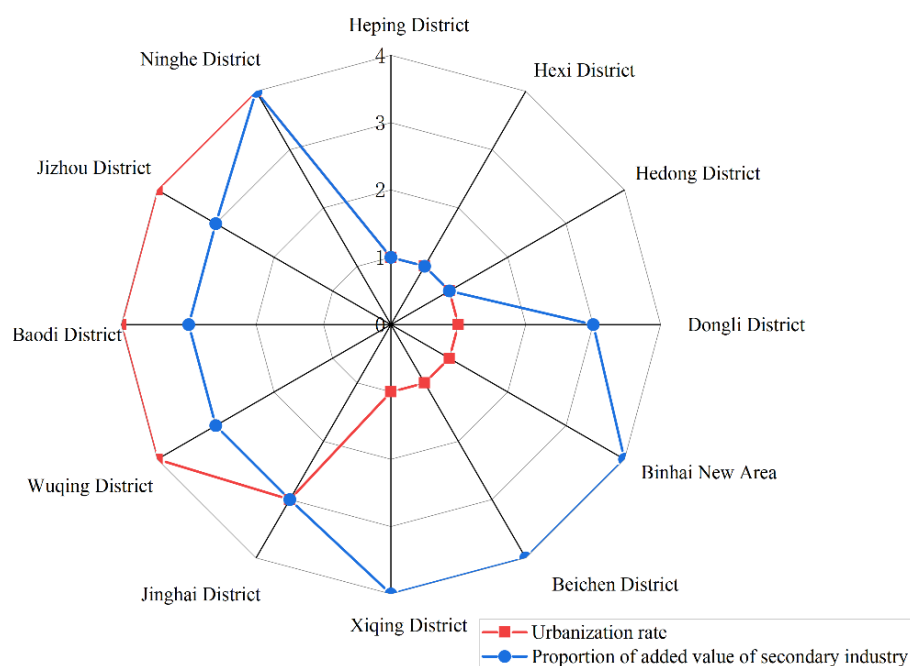 Heping District
Ninghe District
4
Hexi District
3
Jizhou District
Hedong District
2
1
Baodi District
0
Dongli District
Wuqing District
Binhai New Area
Jinghai District
Beichen District
Xiqing District
Urbanization rate
Proportion of added value of secondary industry